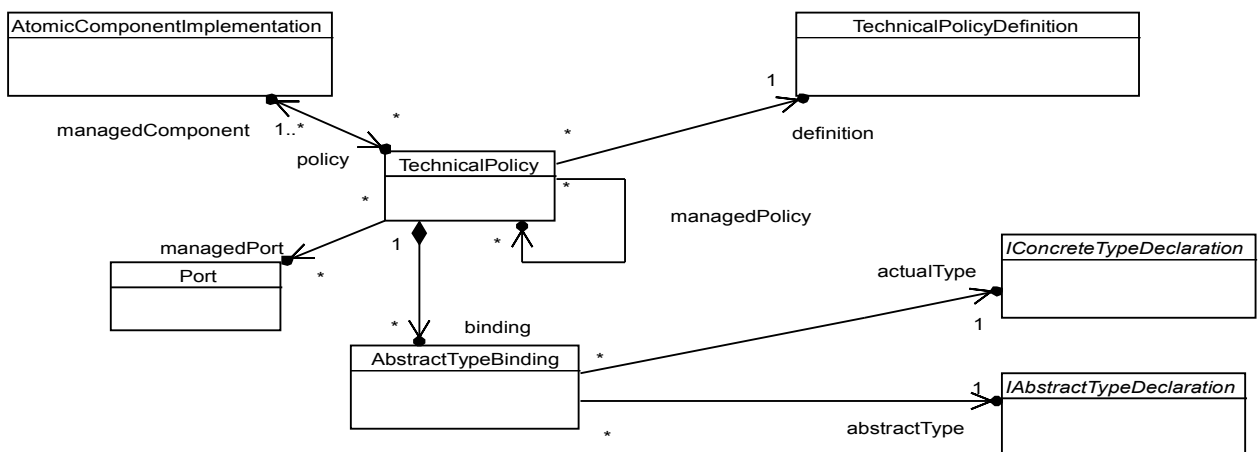 AtomicComponentImplementation
TechnicalPolicyDefinition
1
managedComponent
1..*
*
*
definition
policy
TechnicalPolicy
*
*
managedPolicy
managedPort
1
*
*
Port
IConcreteTypeDeclaration
actualType
*
binding
1
AbstractTypeBinding
*
1
IAbstractTypeDeclaration
*
abstractType